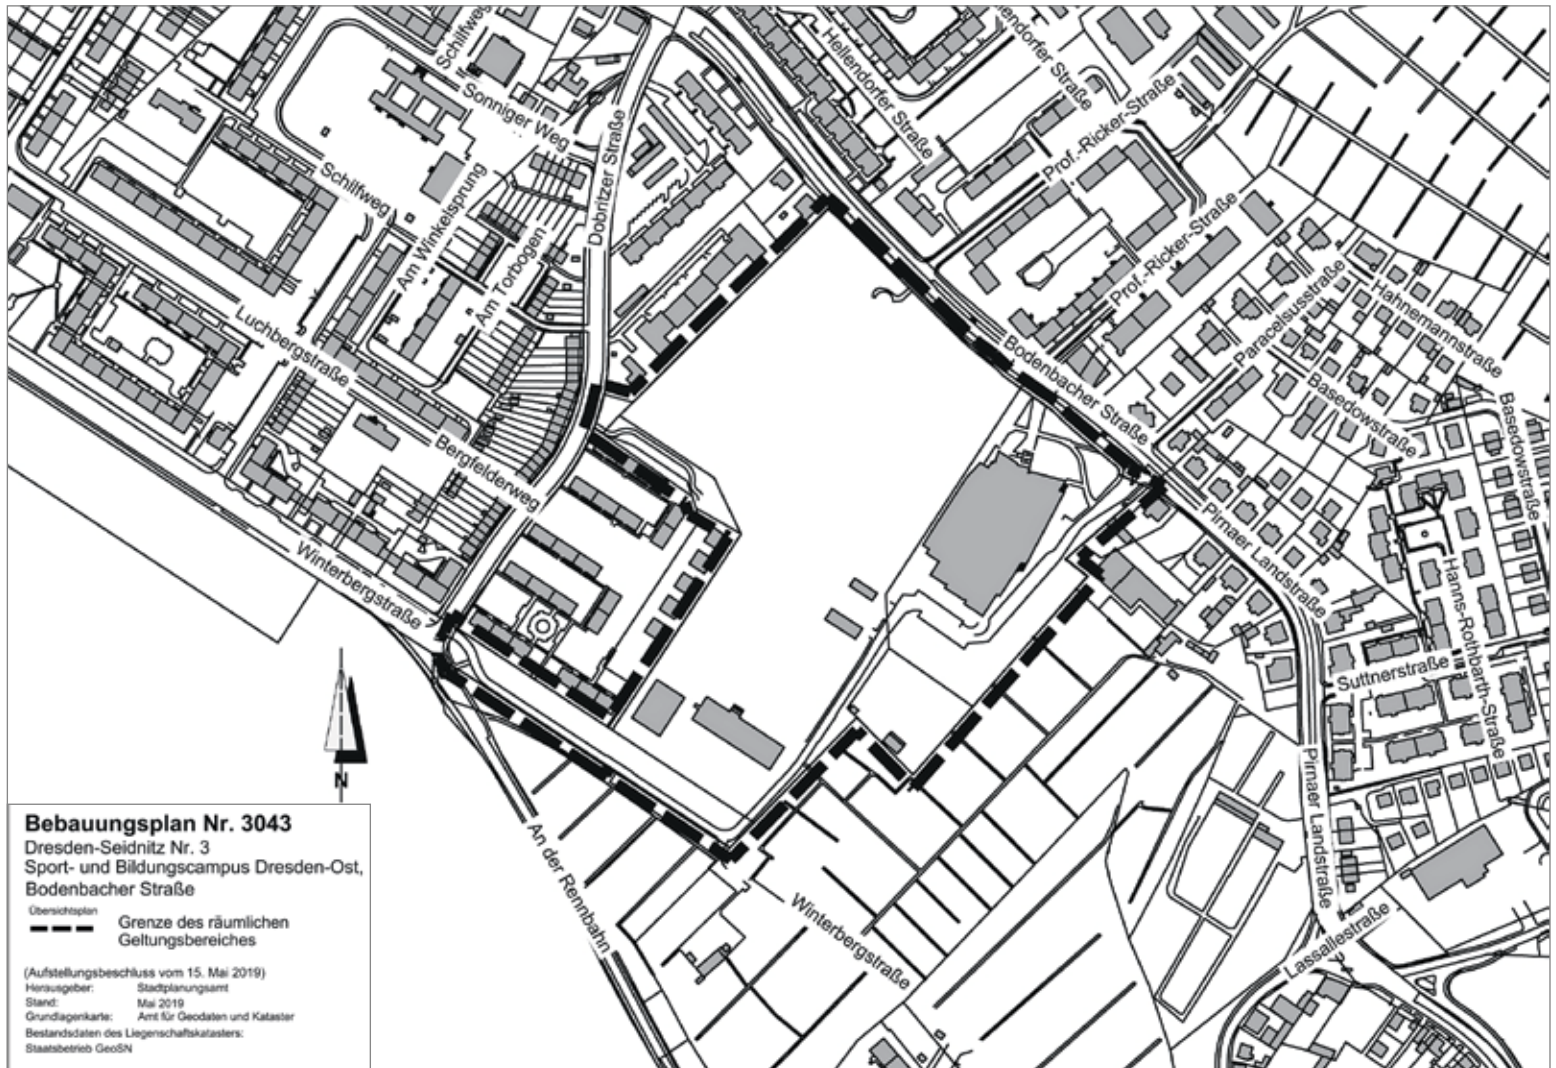 Schilfweg
Sonniger Weg
Dobritzer Straße
Hellendorfer Straße
endorfer Straße
Prof.-Ricker-Straße
Schilfweg
Am Winkelsprung
Am Torbogen
Prof.-Ricker-Straße
Paracelsusstraße
Hahnemannstraße
Luchbergstraße
Bodenbacher Straße
Basedowstraße
Basedowstraße
Bergfelderweg
Pirnaer Landstraße
Winterbergstraße
Hanns-Rothbarth-Straße
Suttnerstraße
Pirnaer Landstraße
N
An der Rennbahn
Winterbergstraße
Lassallestraße
Bebauungsplan Nr. 3043
Dresden-Seidnitz Nr. 3
Sport- und Bildungscampus Dresden-Ost,
Bodenbacher Straße
Übersichtsplan
Grenze des räumlichen
Geltungsbereiches
(Aufstellungsbeschluss vom 15. Mai 2019)
Herausgeber: Stadtplanungsamt
Stand: Mai 2019
Grundlagenkarte: Amt für Geodaten und Kataster
Bestandsdaten des Liegenschaftskatasters:
Staatsbetrieb GeoSN